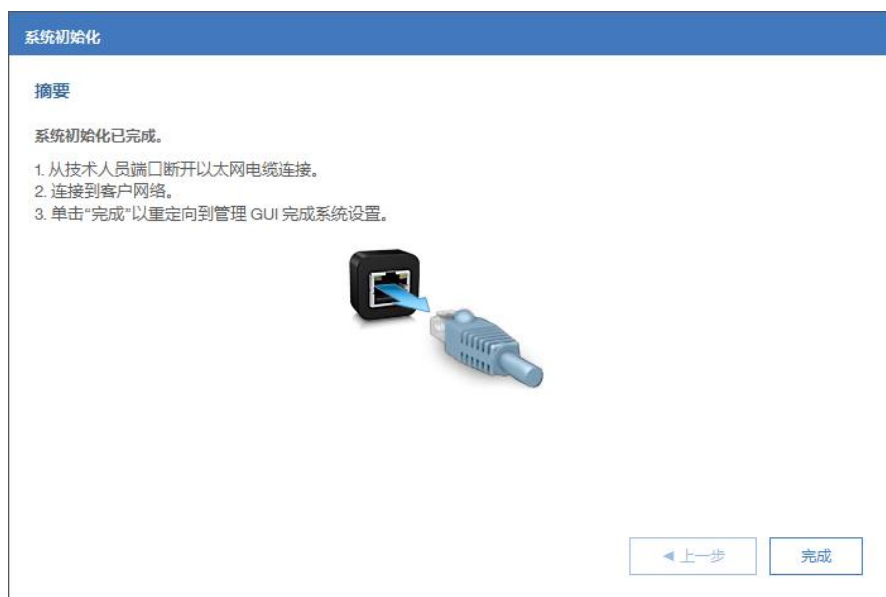 系统初始化
摘要
系统初始化已完成。
1. 从技术人员端口断开以太网电缆连接。
2. 连接到客户网络。
3. 单击“完成”以重定向到管理 GUI 完成系统设置。
◀ 上一步
完成